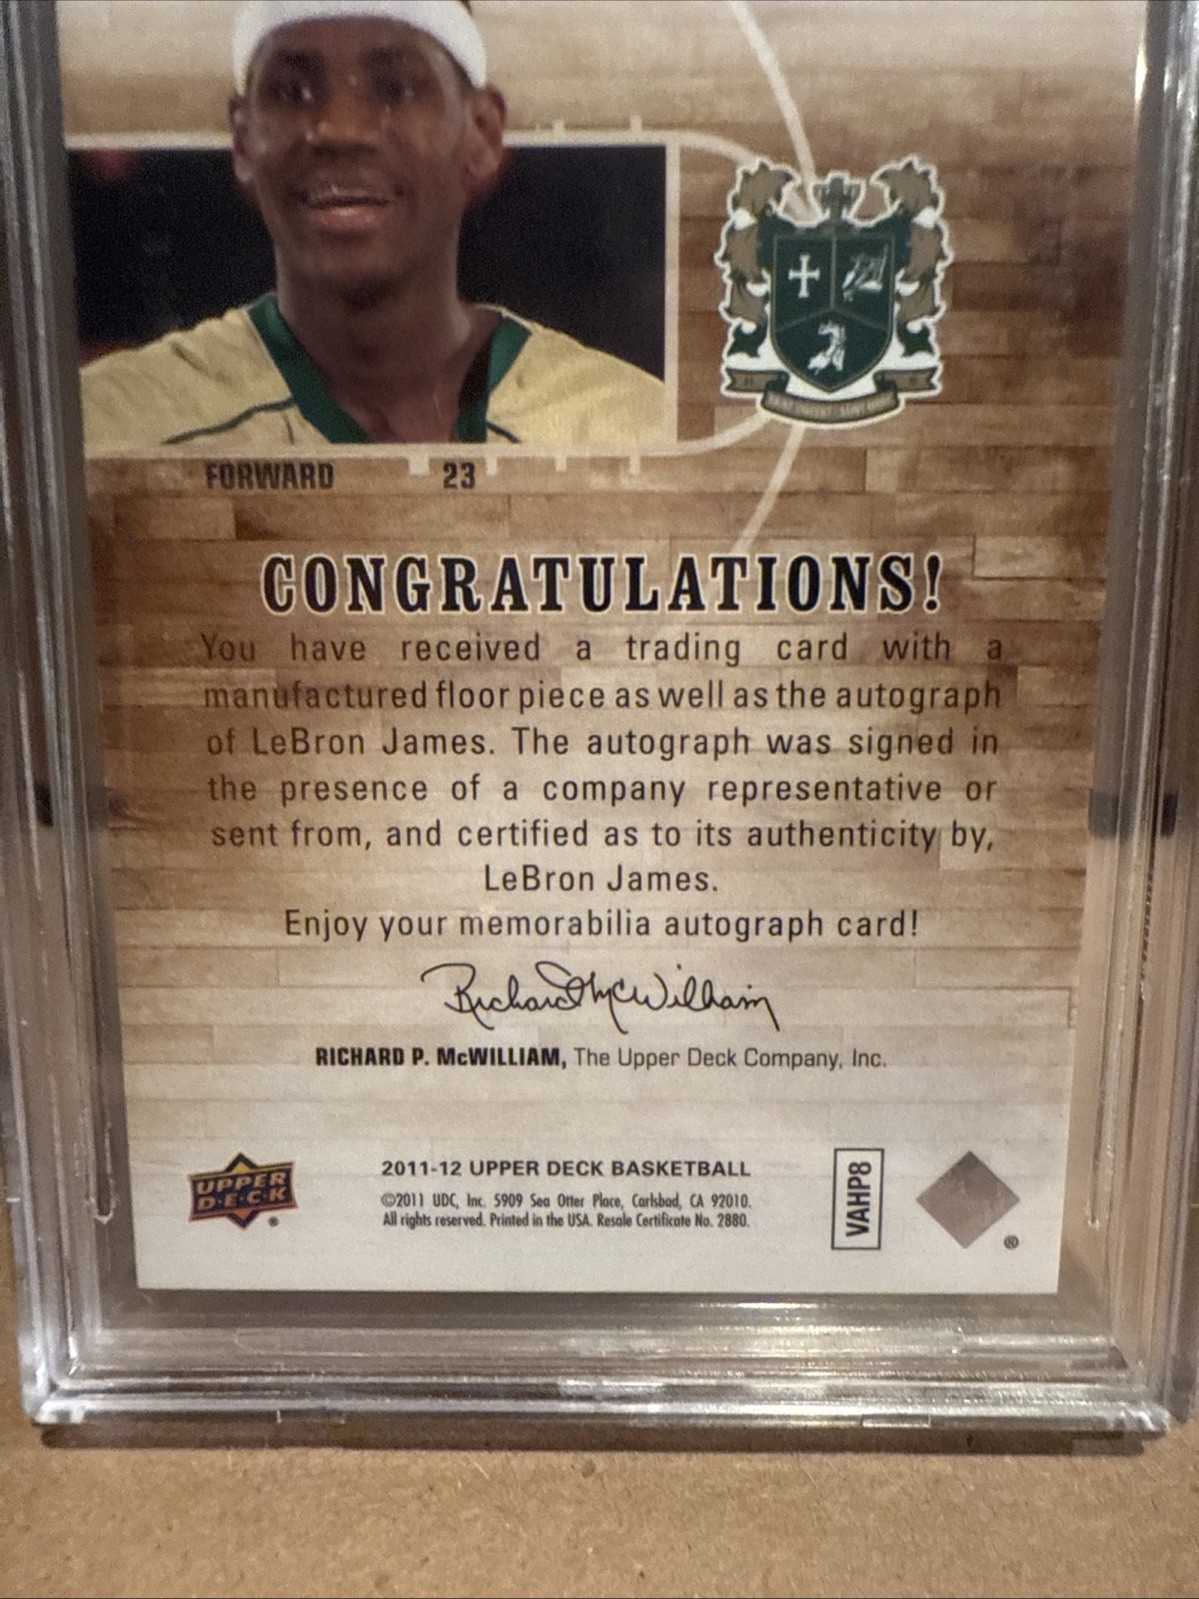 FORWARD 23
CONGRATULATIONS!
You have received a trading card with a
manufactured floor piece as well as the autograph
of LeBron James. The autograph was signed in
the presence of a company representative or
sent from, and certified as to its authenticity by,
LeBron James.
Enjoy your memorabilia autograph card!
Richard McWilliam
RICHARD P. McWILLIAM, The Upper Deck Company, Inc.
UPPER
D·E·C·K
®
2011-12 UPPER DECK BASKETBALL
©2011 UDC, Inc. 5909 Sea Otter Place, Carlsbad, CA 92010.
All rights reserved. Printed in the USA. Resale Certificate No. 2880.
VAHP8
®